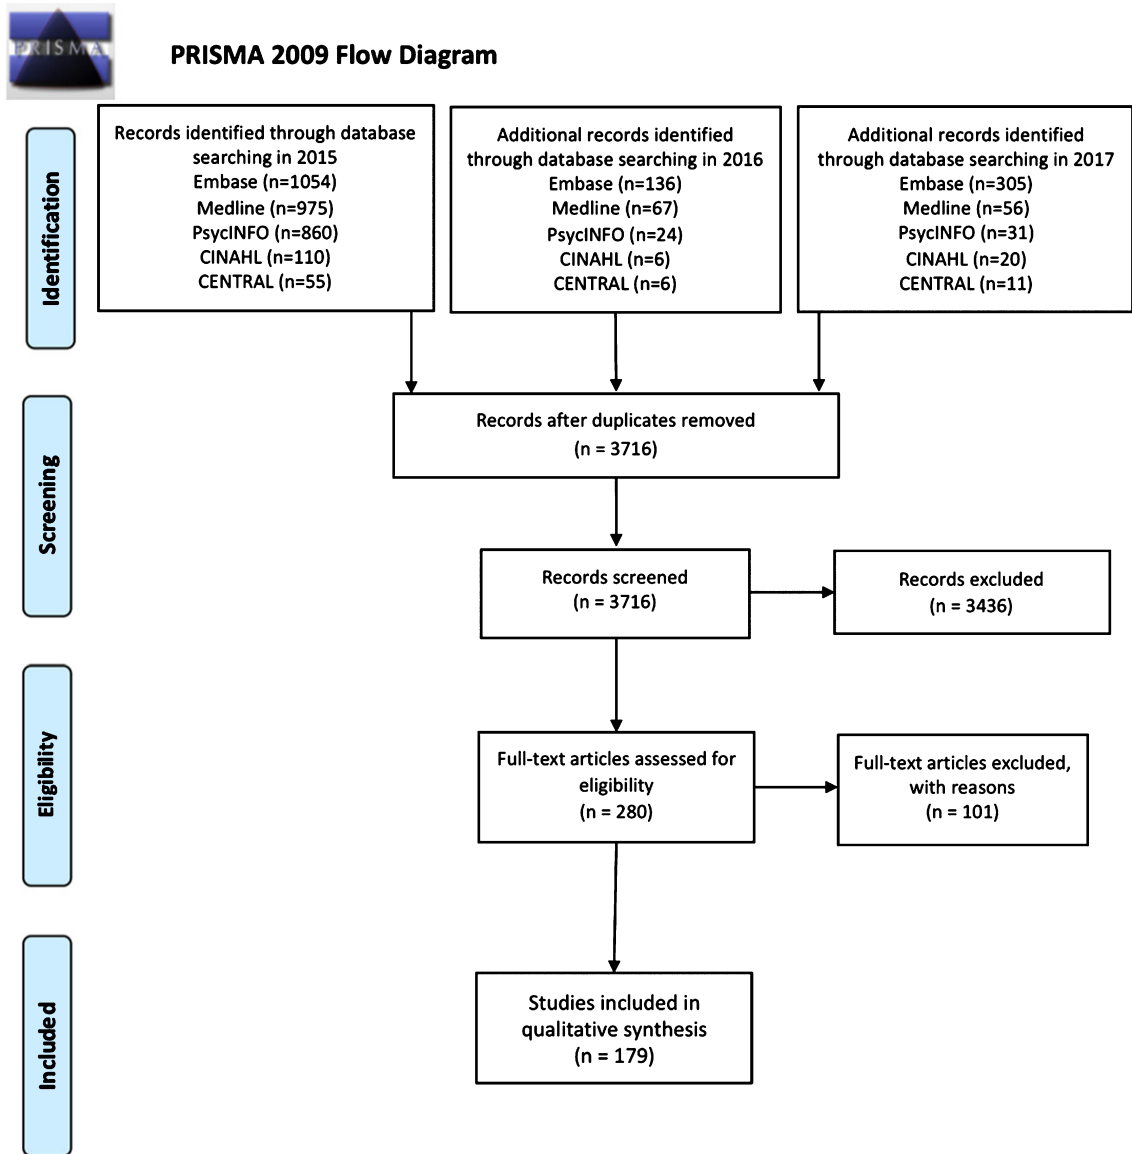 PRISMA
PRISMA 2009 Flow Diagram
Identification
Records identified through database
searching in 2015
Embase (n=1054)
Medline (n=975)
PsycINFO (n=860)
CINAHL (n=110)
CENTRAL (n=55)
Additional records identified
through database searching in 2016
Embase (n=136)
Medline (n=67)
PsycINFO (n=24)
CINAHL (n=6)
CENTRAL (n=6)
Additional records identified
through database searching in 2017
Embase (n=305)
Medline (n=56)
PsycINFO (n=31)
CINAHL (n=20)
CENTRAL (n=11)
Screening
Records after duplicates removed
(n = 3716)
Records screened
(n = 3716)
Records excluded
(n = 3436)
Eligibility
Full-text articles assessed for
eligibility
(n = 280)
Full-text articles excluded,
with reasons
(n = 101)
Included
Studies included in
qualitative synthesis
(n = 179)